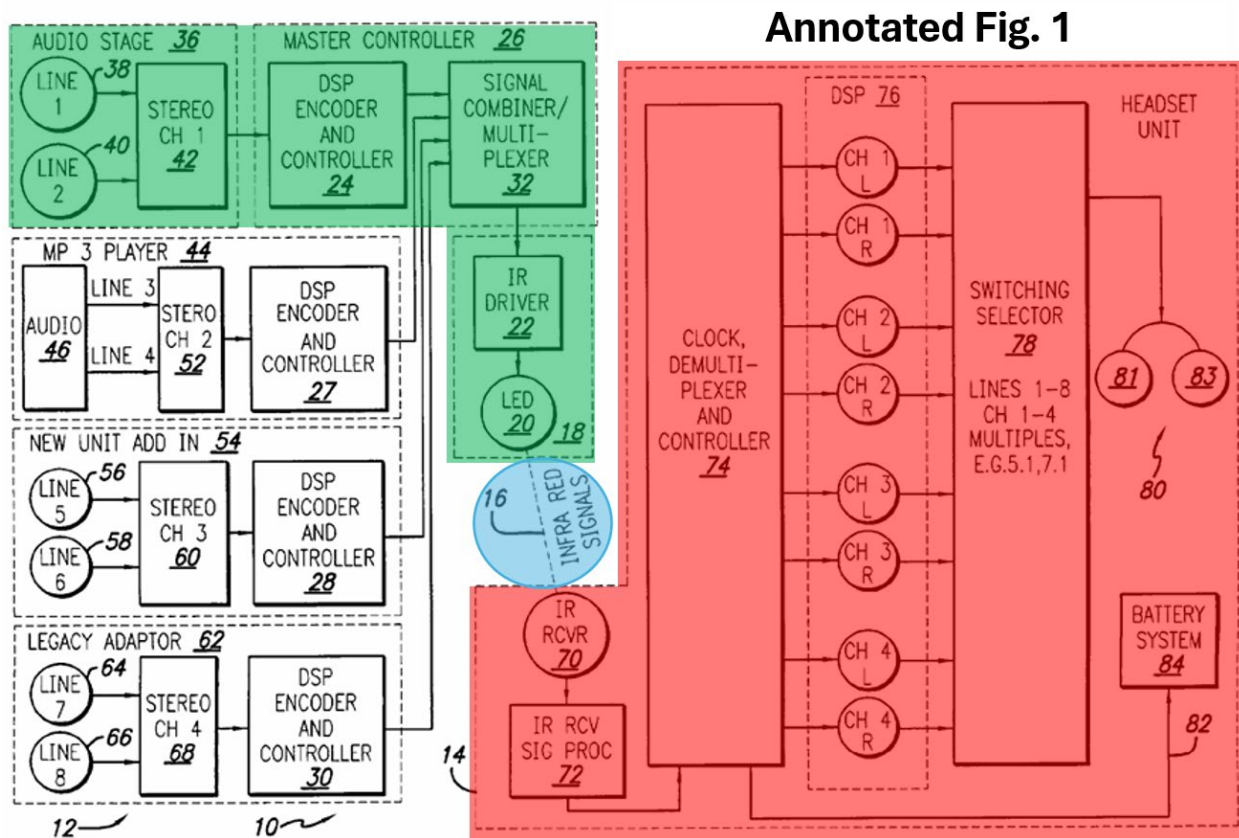 Annotated Fig. 1
AUDIO STAGE 36
MASTER CONTROLLER 26
LINE
1
38
LINE
2
40
STEREO
CH 1
42
DSP
ENCODER
AND
CONTROLLER
24
SIGNAL
COMBINER/
MULTI-
PLEXER
32
MP 3 PLAYER 44
AUDIO
46
LINE 3
LINE 4
STERO
CH 2
52
DSP
ENCODER
AND
CONTROLLER
27
IR
DRIVER
22
LED
20
18
NEW UNIT ADD IN 54
LINE
5
56
LINE
6
58
STEREO
CH 3
60
DSP
ENCODER
AND
CONTROLLER
28
16
INFRA RED
SIGNALS
LEGACY ADAPTOR 62
LINE
7
64
LINE
8
66
STEREO
CH 4
68
DSP
ENCODER
AND
CONTROLLER
30
12
10
IR
RCVR
70
IR RCV
SIG PROC
72
14
CLOCK,
DEMULTI-
PLEXER
AND
CONTROLLER
74
DSP 76
CH 1
L
CH 1
R
CH 2
L
CH 2
R
CH 3
L
CH 3
R
CH 4
L
CH 4
R
SWITCHING
SELECTOR
78
LINES 1-8
CH 1-4
MULTIPLES,
E.G.5.1,7.1
HEADSET
UNIT
81
83
80
BATTERY
SYSTEM
84
82